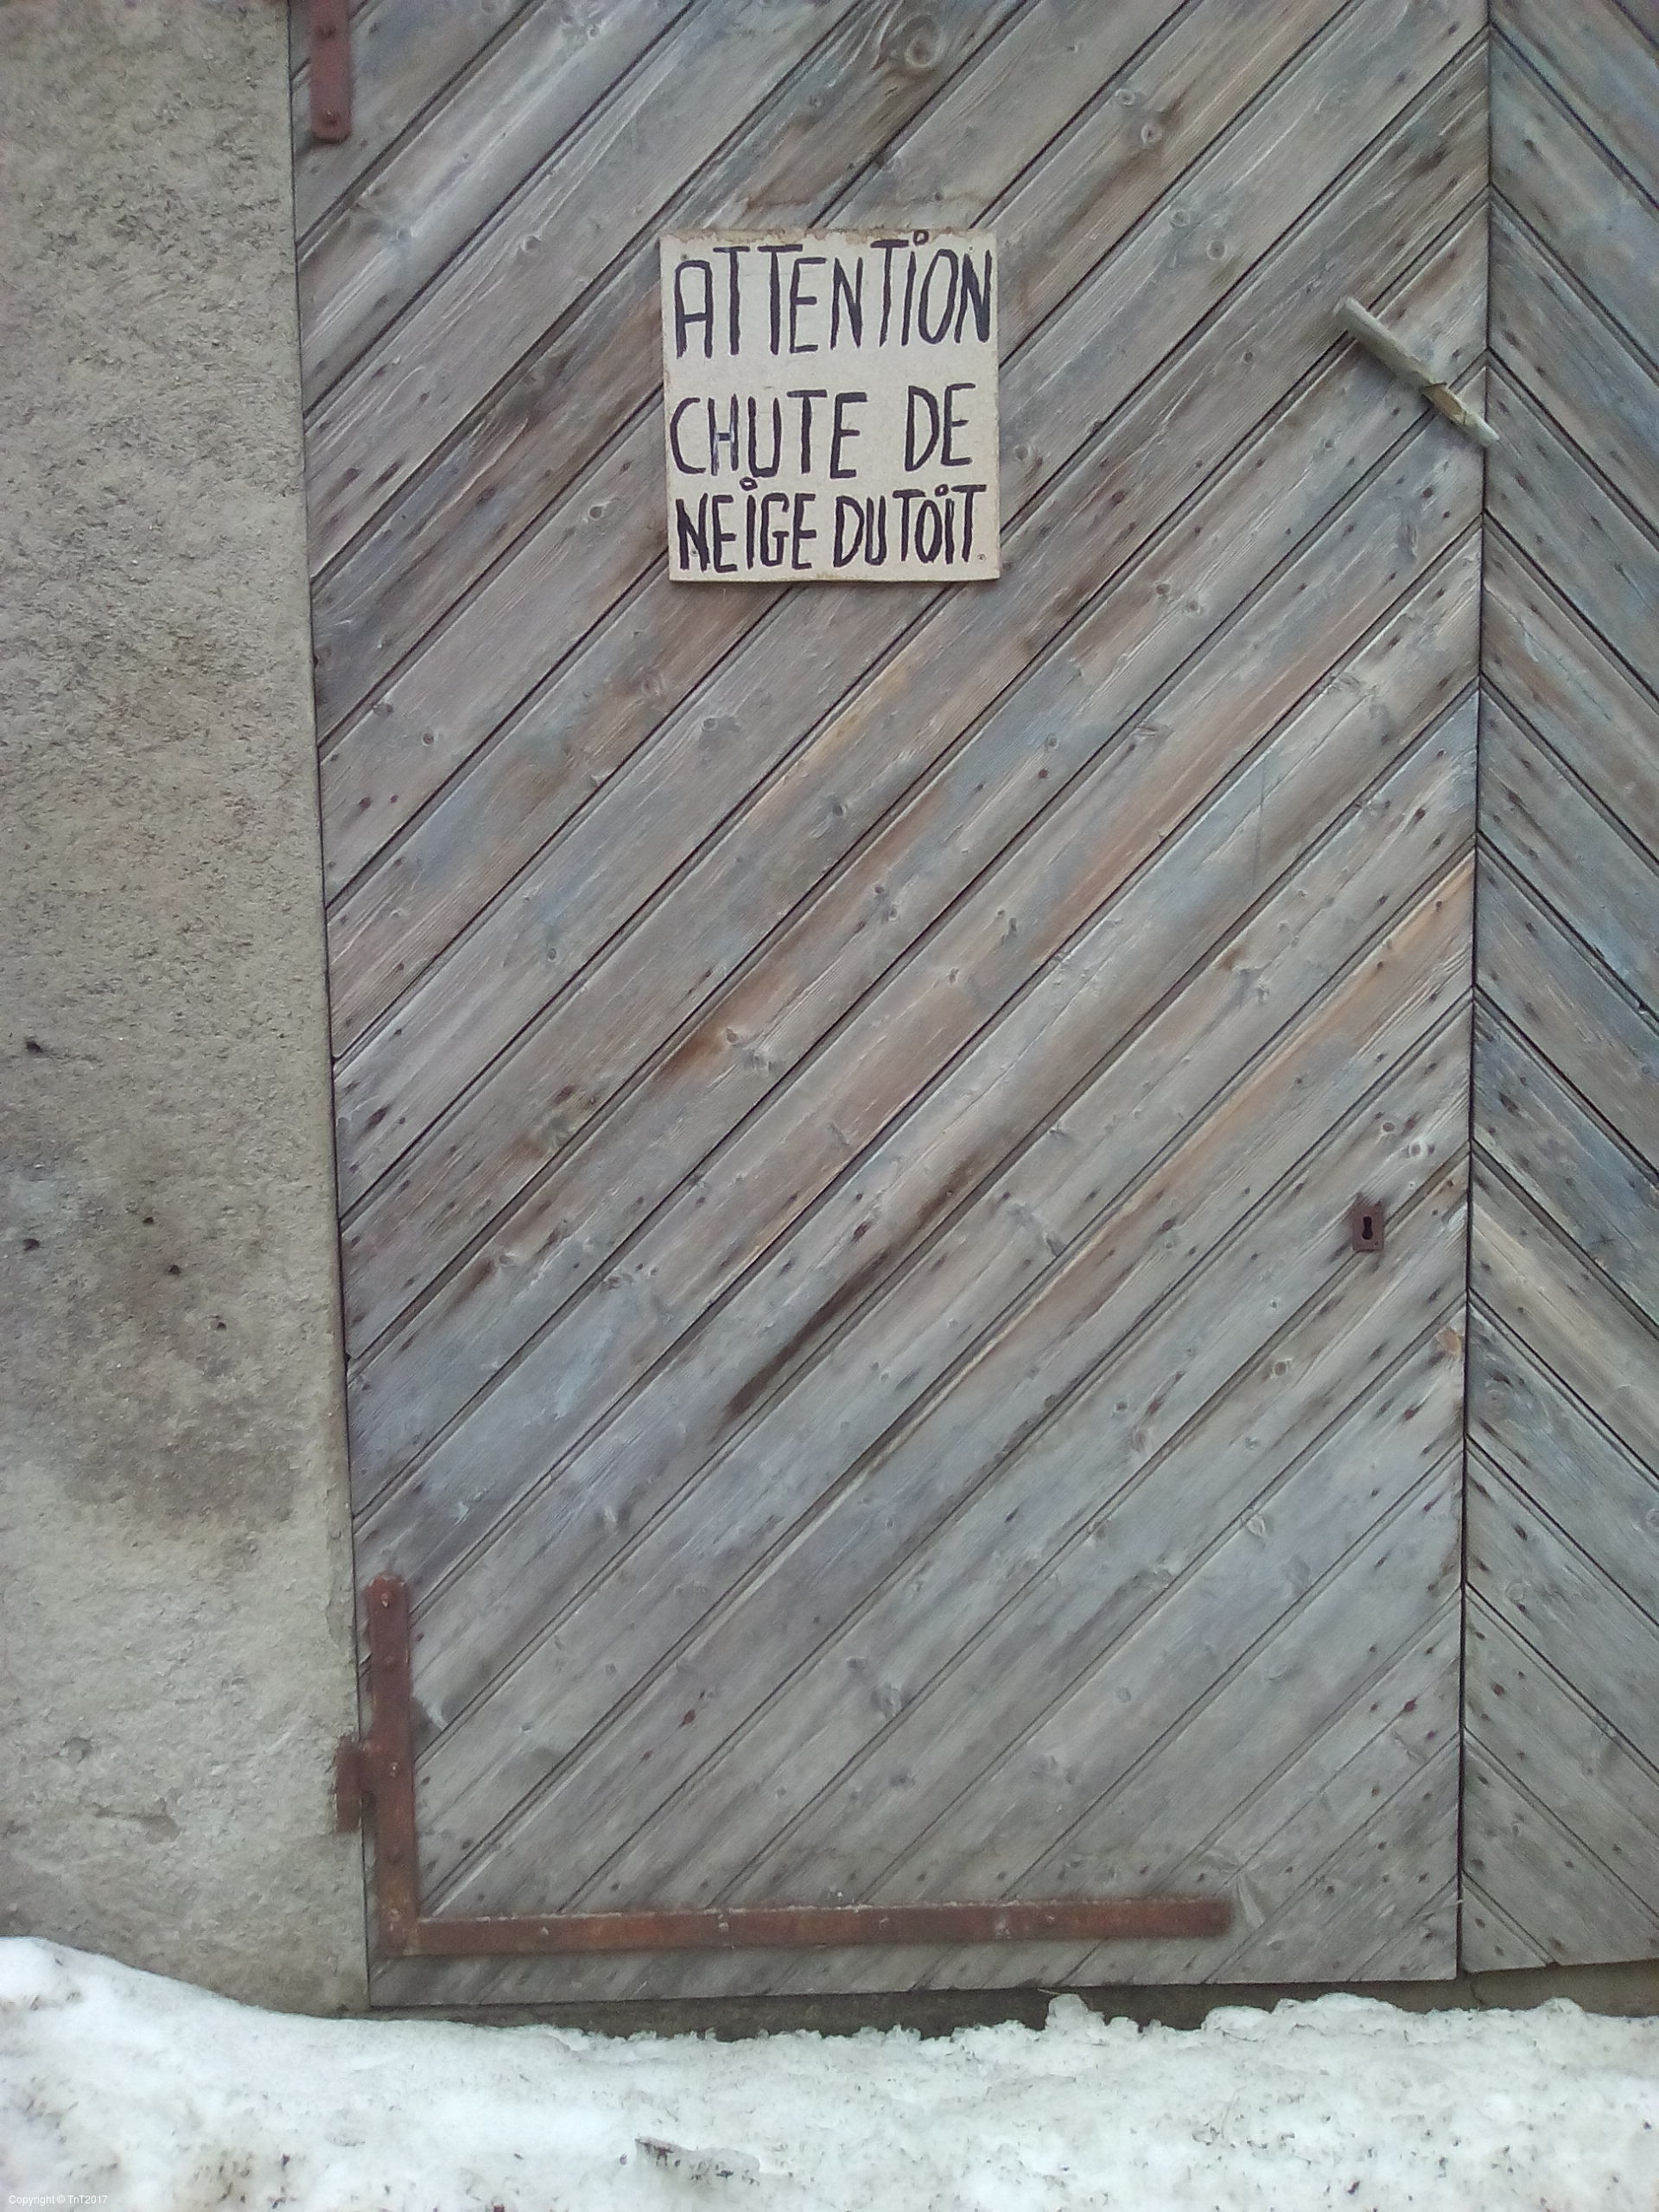 ATTENTION
CHUTE DE
NEIGE DU TOIT
Copyright © TnT2017